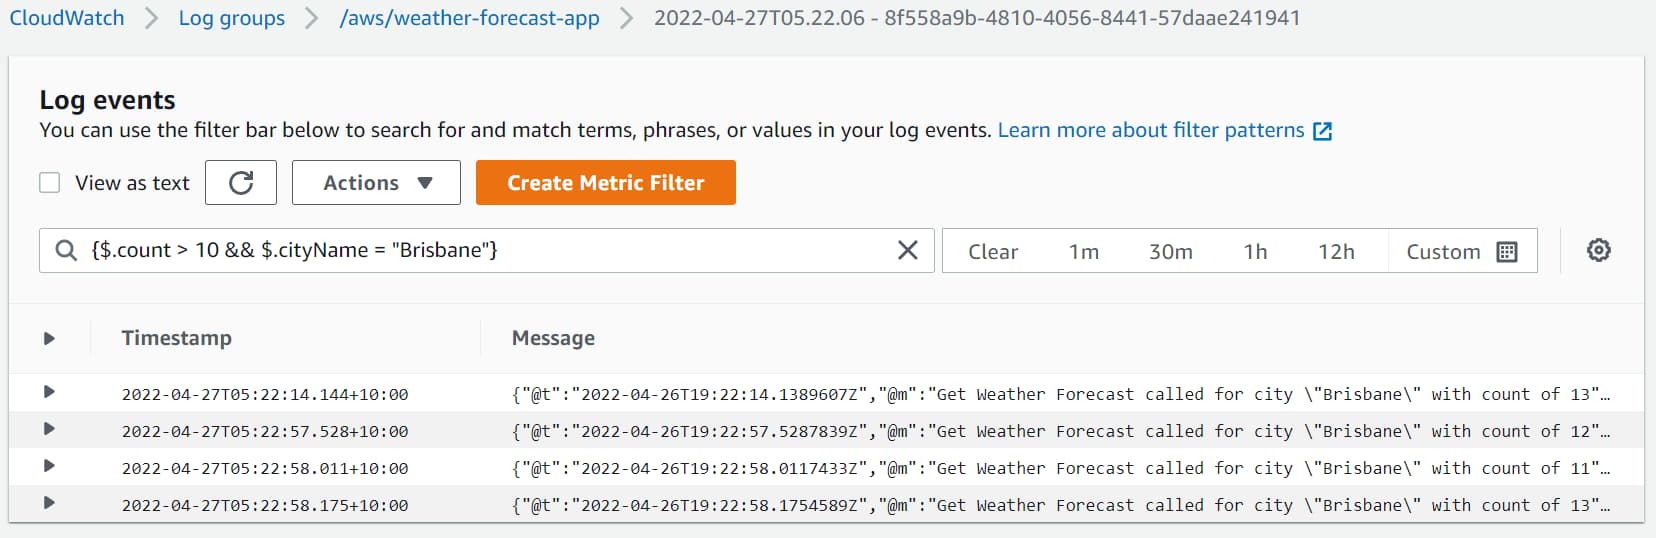 CloudWatch > Log groups > /aws/weather-forecast-app > 2022-04-27T05.22.06 - 8f558a9b-4810-4056-8441-57daae241941
Log events
You can use the filter bar below to search for and match terms, phrases, or values in your log events. Learn more about filter patterns
View as text Actions Create Metric Filter
{$.count > 10 && $.cityName = "Brisbane"} Clear 1m 30m 1h 12h Custom
Timestamp Message
2022-04-27T05:22:14.144+10:00 {"@t":"2022-04-26T19:22:14.1389607Z","@m":"Get Weather Forecast called for city \"Brisbane\" with count of 13"…
2022-04-27T05:22:57.528+10:00 {"@t":"2022-04-26T19:22:57.5287839Z","@m":"Get Weather Forecast called for city \"Brisbane\" with count of 12"…
2022-04-27T05:22:58.011+10:00 {"@t":"2022-04-26T19:22:58.0117433Z","@m":"Get Weather Forecast called for city \"Brisbane\" with count of 11"…
2022-04-27T05:22:58.175+10:00 {"@t":"2022-04-26T19:22:58.1754589Z","@m":"Get Weather Forecast called for city \"Brisbane\" with count of 13"…